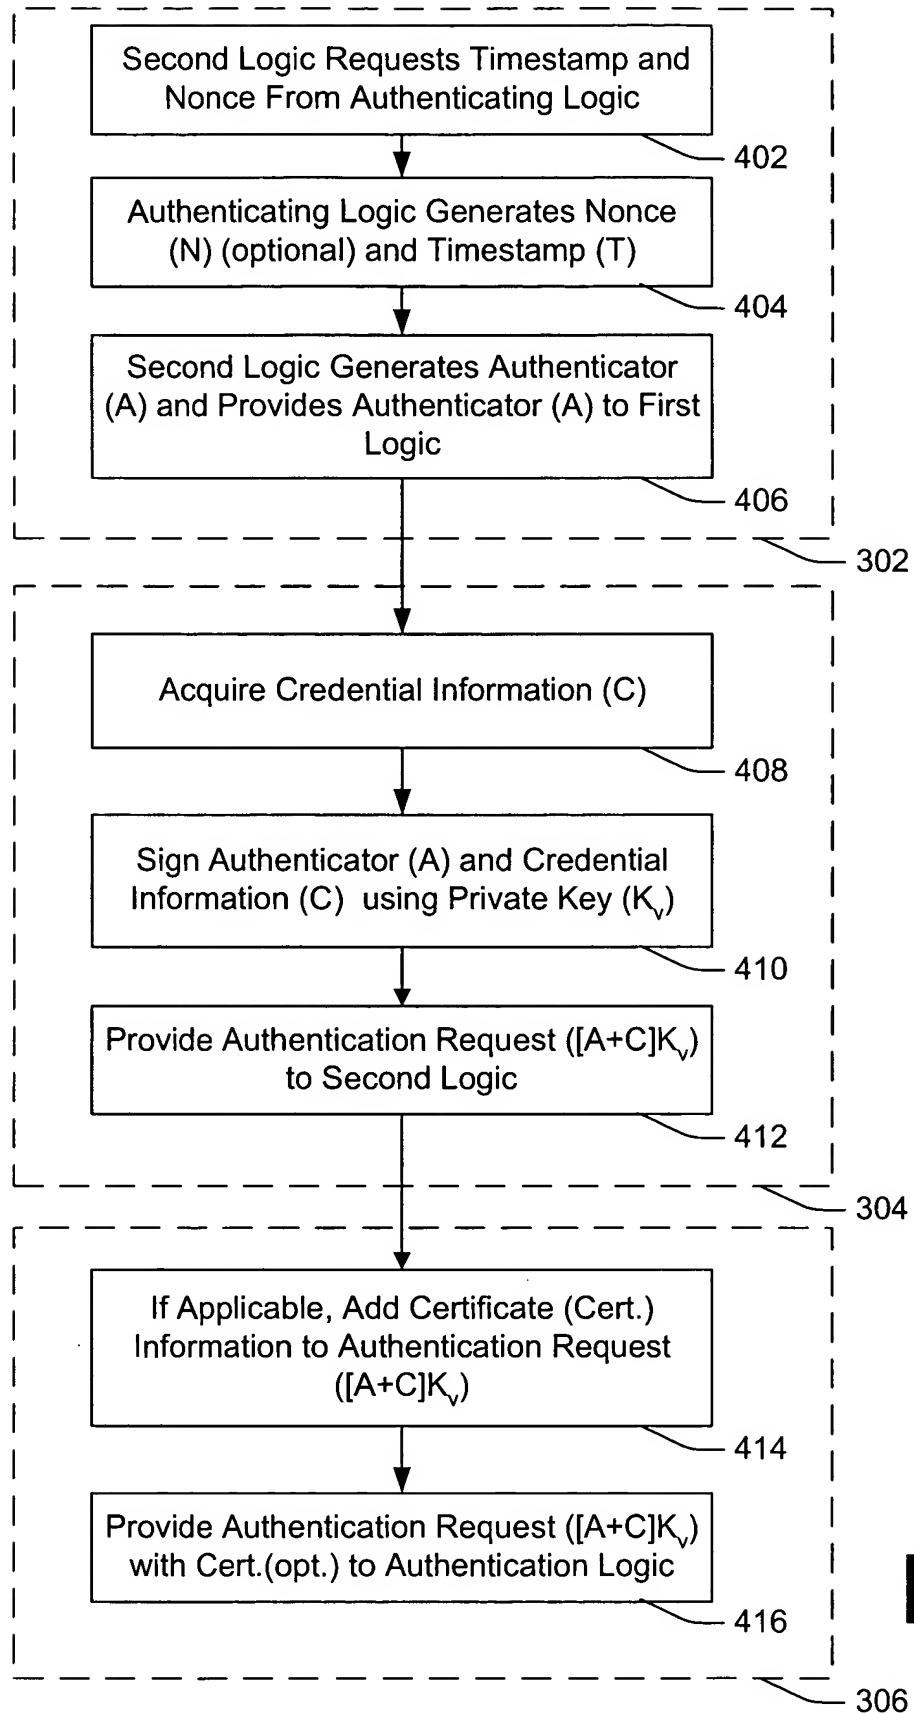 Second Logic Requests Timestamp and
Nonce From Authenticating Logic
402
Authenticating Logic Generates Nonce
(N) (optional) and Timestamp (T)
404
Second Logic Generates Authenticator
(A) and Provides Authenticator (A) to First
Logic
406
302
Acquire Credential Information (C)
408
Sign Authenticator (A) and Credential
Information (C) using Private Key (Kv)
410
Provide Authentication Request ([A+C]Kv)
to Second Logic
412
304
If Applicable, Add Certificate (Cert.)
Information to Authentication Request
([A+C]Kv)
414
Provide Authentication Request ([A+C]Kv)
with Cert.(opt.) to Authentication Logic
416
306